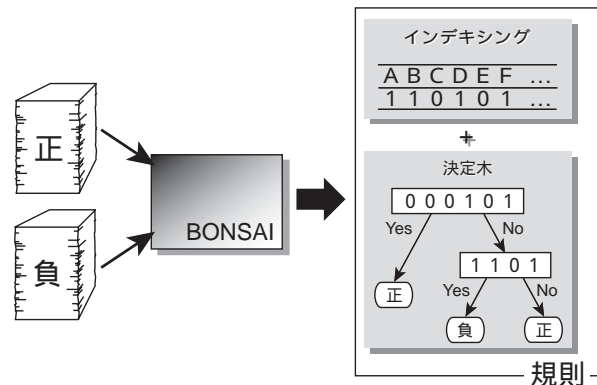 正
負
BONSAI
インデキシング
A B C D E F ...
1 1 0 1 0 1 ...
+
決定木
0 0 0 1 0 1
Yes No
1 1 0 1
正
Yes No
負 正
規則